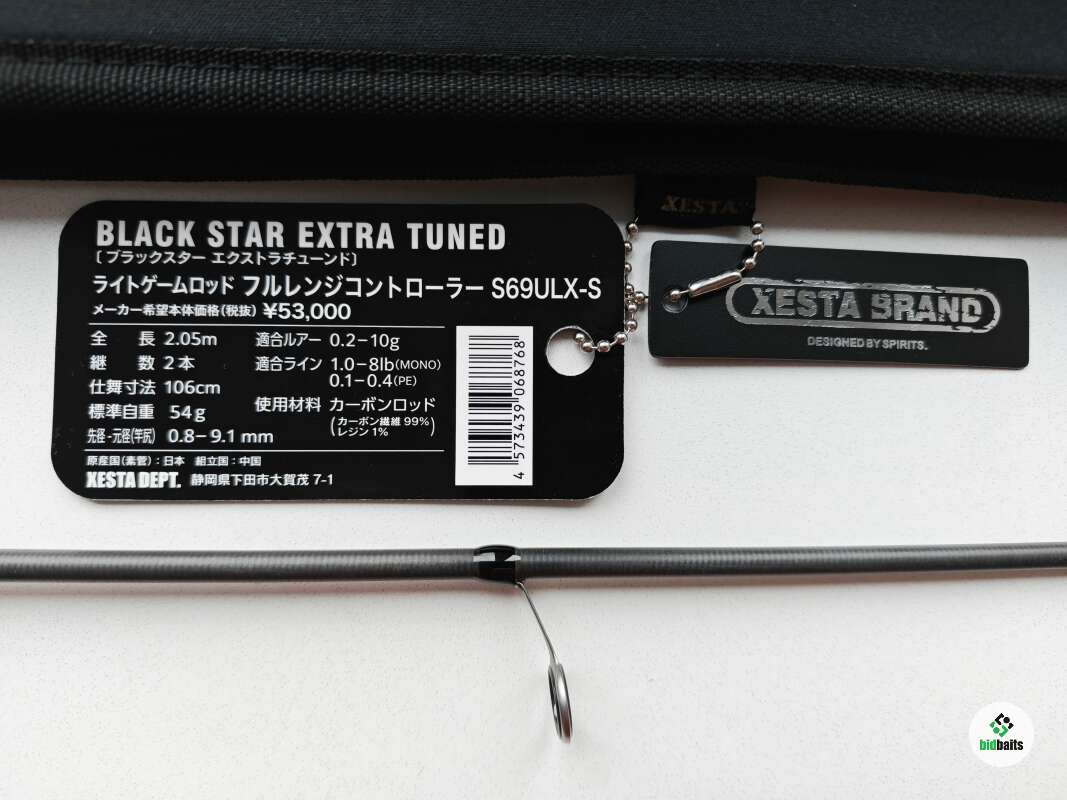 XESTA
BLACK STAR EXTRA TUNED
〔ブラックスター エクストラチューンド〕
ライトゲームロッド フルレンジコントローラー S69ULX-S
メーカー希望本体価格(税抜) ¥53,000
全 長 2.05m 適合ルアー 0.2-10g
継 数 2本 適合ライン 1.0-8lb(MONO)
0.1-0.4(PE)
仕舞寸法 106cm
標準自重 54g 使用材料 カーボンロッド
(カーボン繊維 99%
レジン 1%)
先径-元径(竿尻) 0.8-9.1mm
原産国(素管):日本 組立国:中国
XESTA DEPT. 静岡県下田市大賀茂 7-1
4 573439 068768
XESTA BRAND
DESIGNED BY SPIRITS.
bidbaits